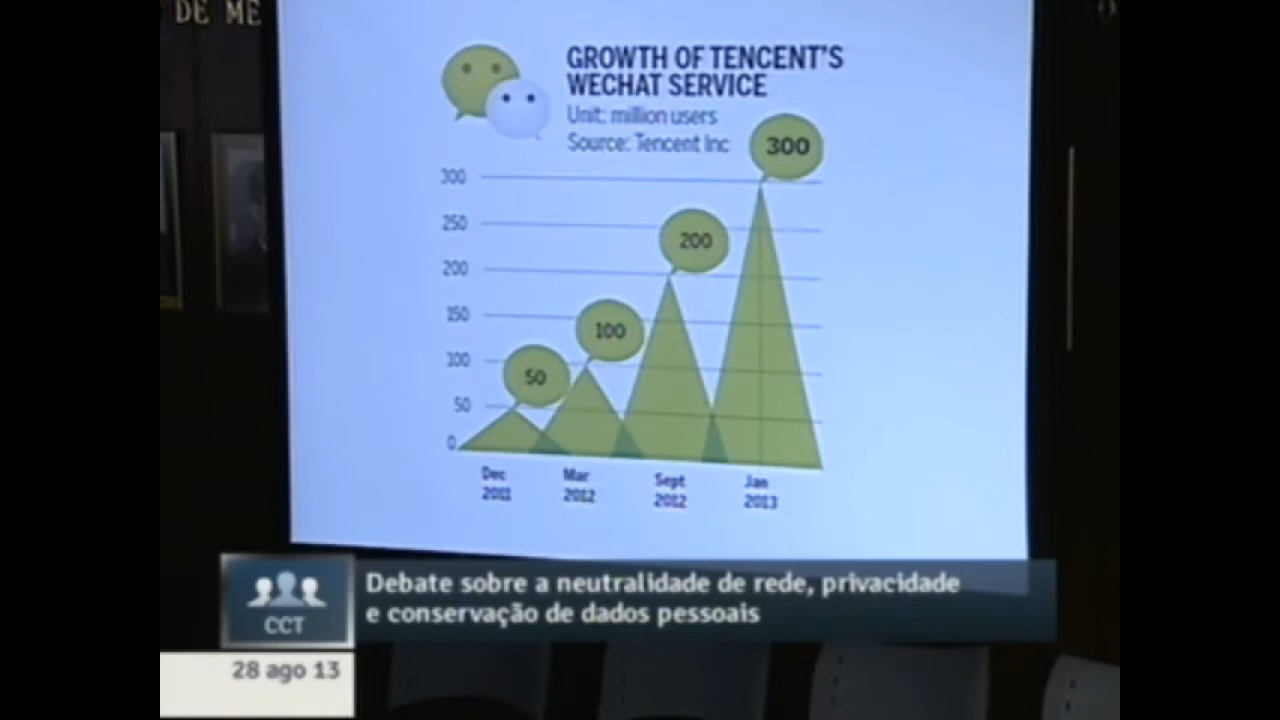 DE ME
GROWTH OF TENCENT'S
WECHAT SERVICE
Unit: million users
Source: Tencent Inc
300
300
250
200
200
150
100
100
50
50
0
Dec
2011
Mar
2012
Sept
2012
Jan
2013
Debate sobre a neutralidade de rede, privacidade
e conservação de dados pessoais
CCT
28 ago 13